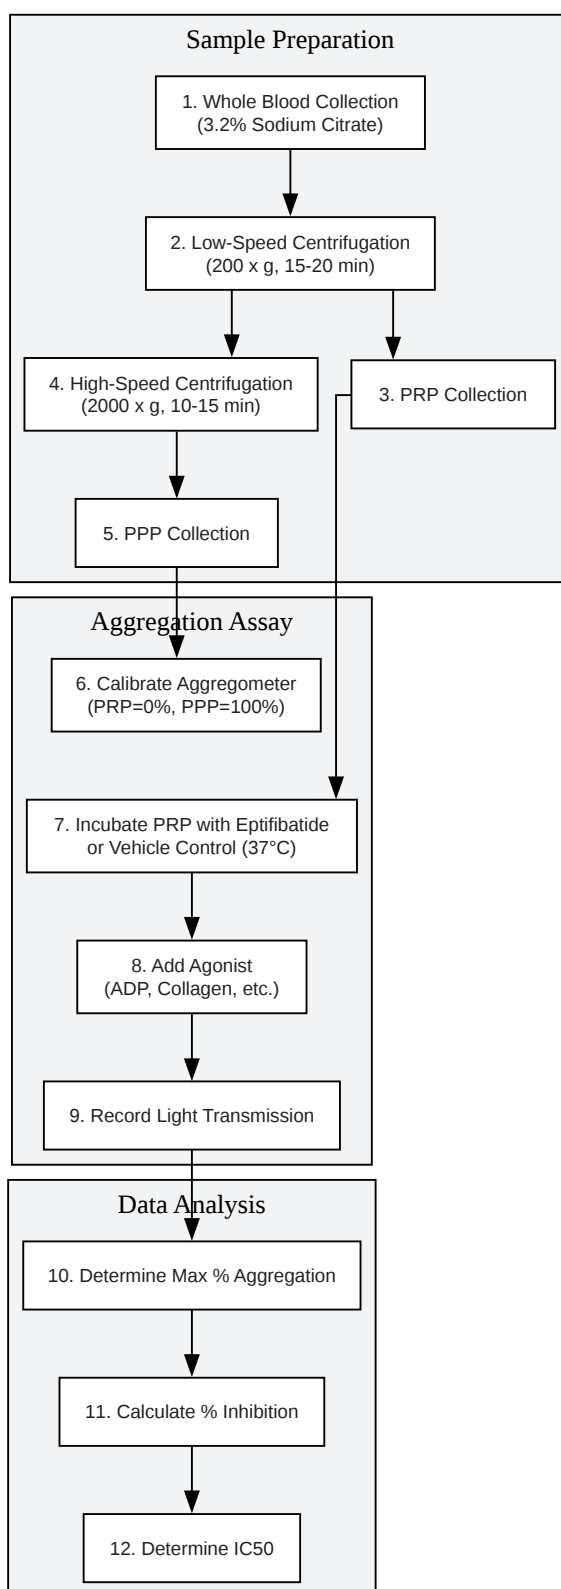 Sample Preparation
1. Whole Blood Collection
(3.2% Sodium Citrate)
2. Low-Speed Centrifugation
(200 x g, 15-20 min)
4. High-Speed Centrifugation
(2000 x g, 10-15 min)
3. PRP Collection
5. PPP Collection
Aggregation Assay
6. Calibrate Aggregometer
(PRP=0%, PPP=100%)
7. Incubate PRP with Eptifibatide
or Vehicle Control (37°C)
8. Add Agonist
(ADP, Collagen, etc.)
9. Record Light Transmission
Data Analysis
10. Determine Max % Aggregation
11. Calculate % Inhibition
12. Determine IC50